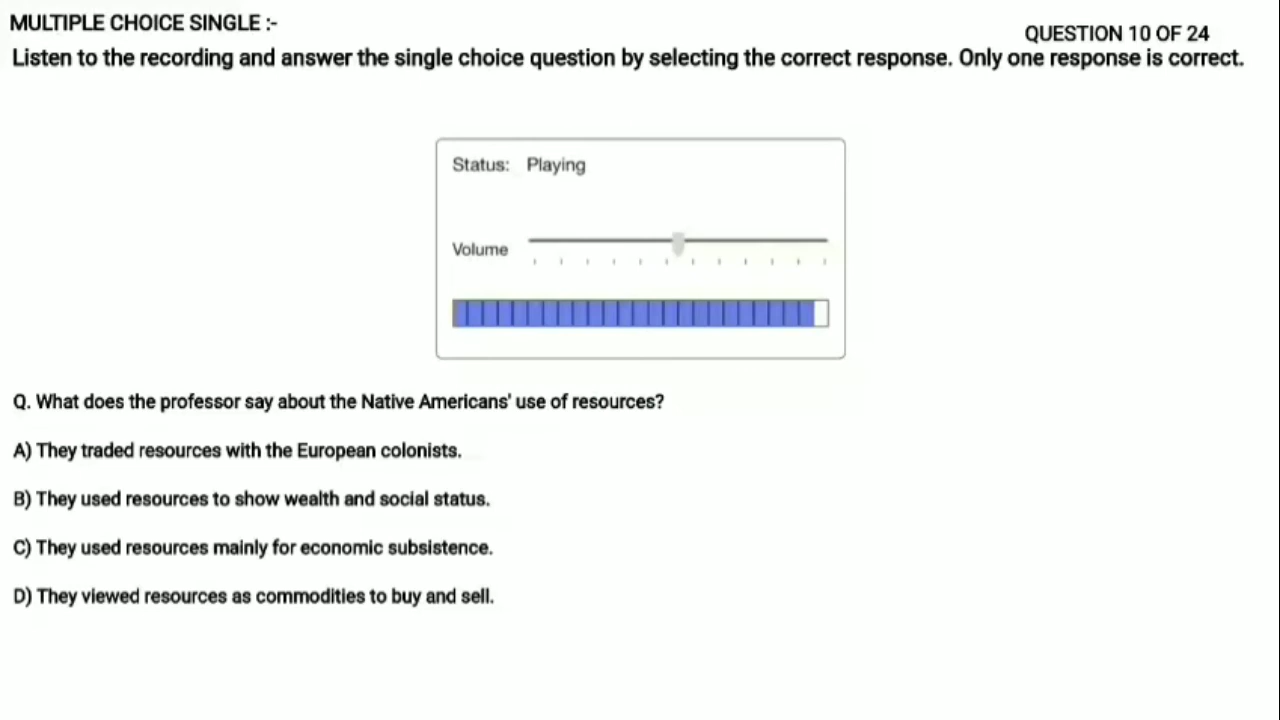 MULTIPLE CHOICE SINGLE :-
QUESTION 10 OF 24
Listen to the recording and answer the single choice question by selecting the correct response. Only one response is correct.
Status: Playing
Volume
Q. What does the professor say about the Native Americans' use of resources?
A) They traded resources with the European colonists.
B) They used resources to show wealth and social status.
C) They used resources mainly for economic subsistence.
D) They viewed resources as commodities to buy and sell.